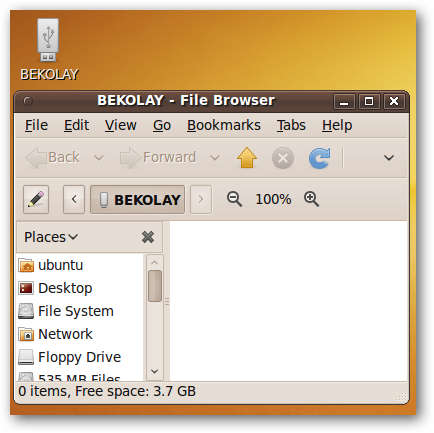 BEKOLAY
BEKOLAY - File Browser
File Edit View Go Bookmarks Tabs Help
Back Forward
BEKOLAY 100%
Places
ubuntu
Desktop
File System
Network
Floppy Drive
535 MB Files
0 items, Free space: 3.7 GB